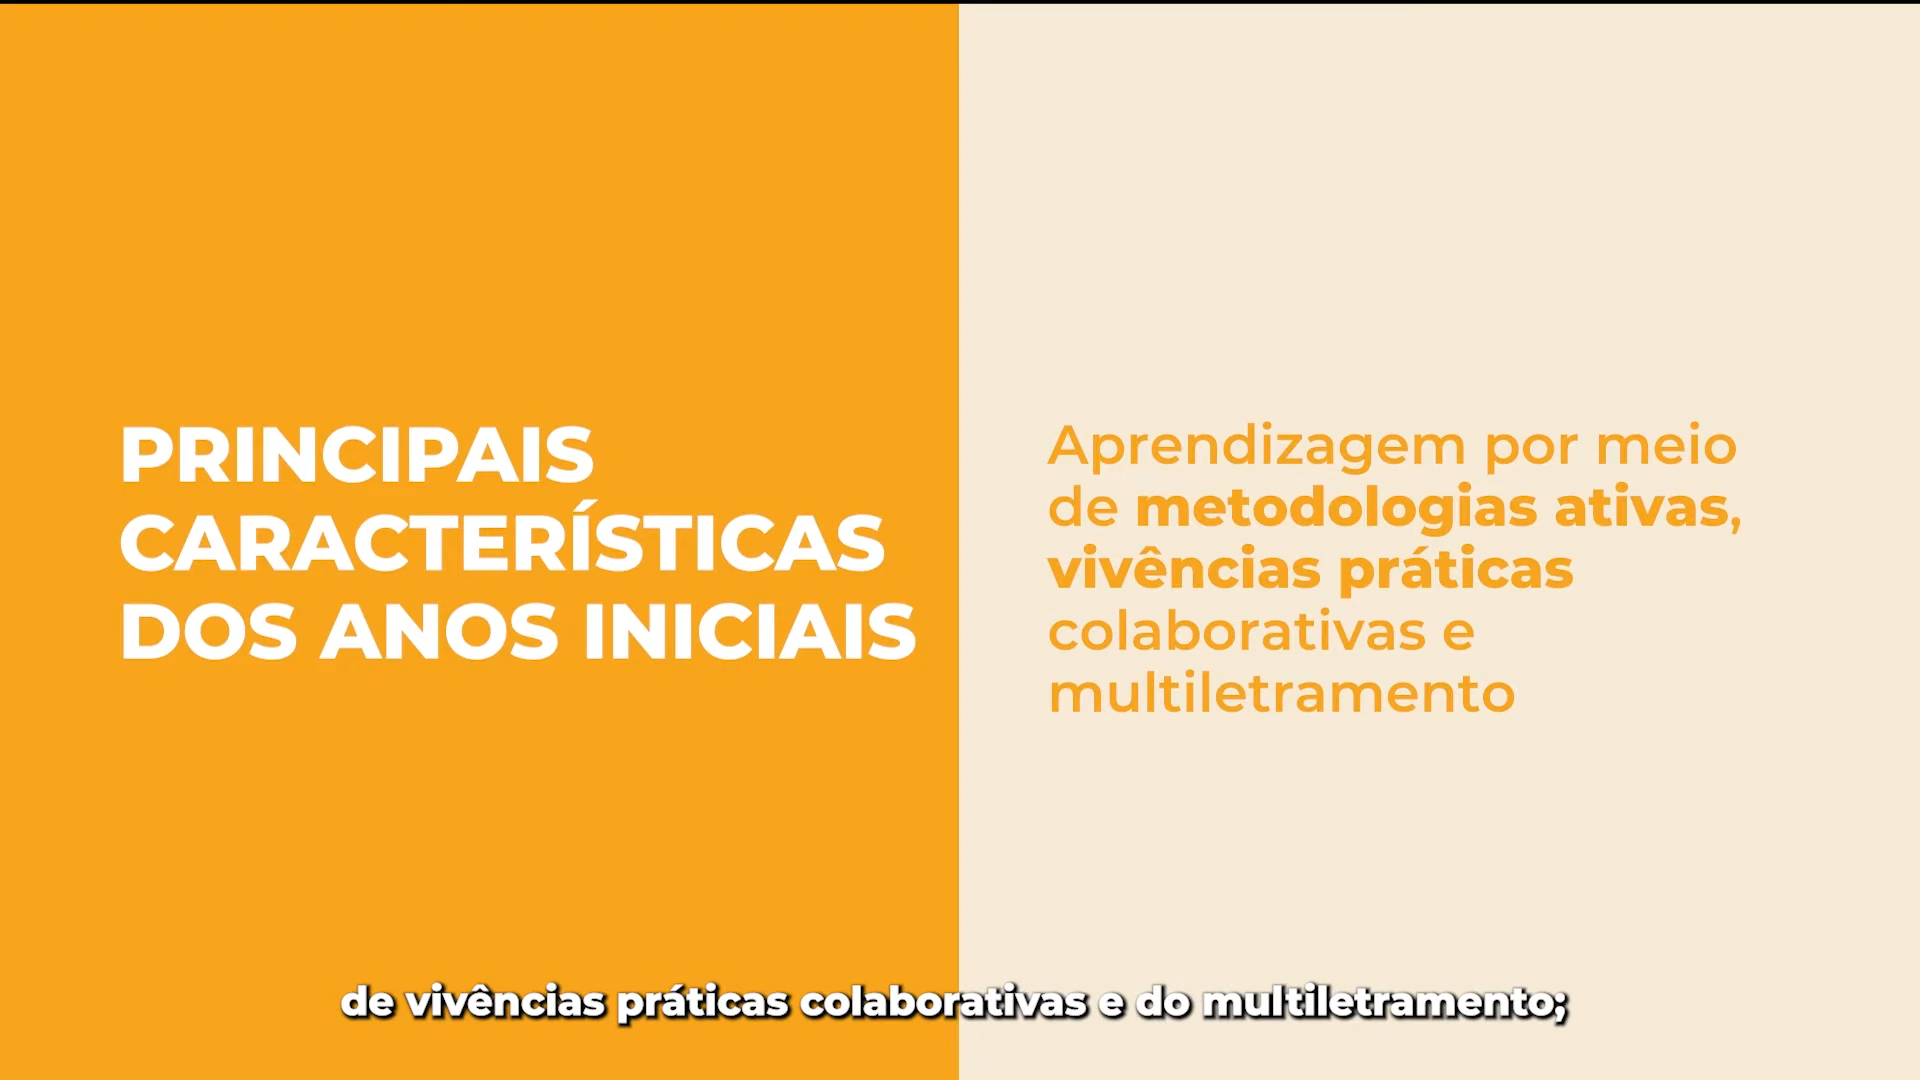 PRINCIPAIS
CARACTERÍSTICAS
DOS ANOS INICIAIS
Aprendizagem por meio
de metodologias ativas,
vivências práticas
colaborativas e
multiletramento
de vivências práticas colaborativas e do multiletramento;